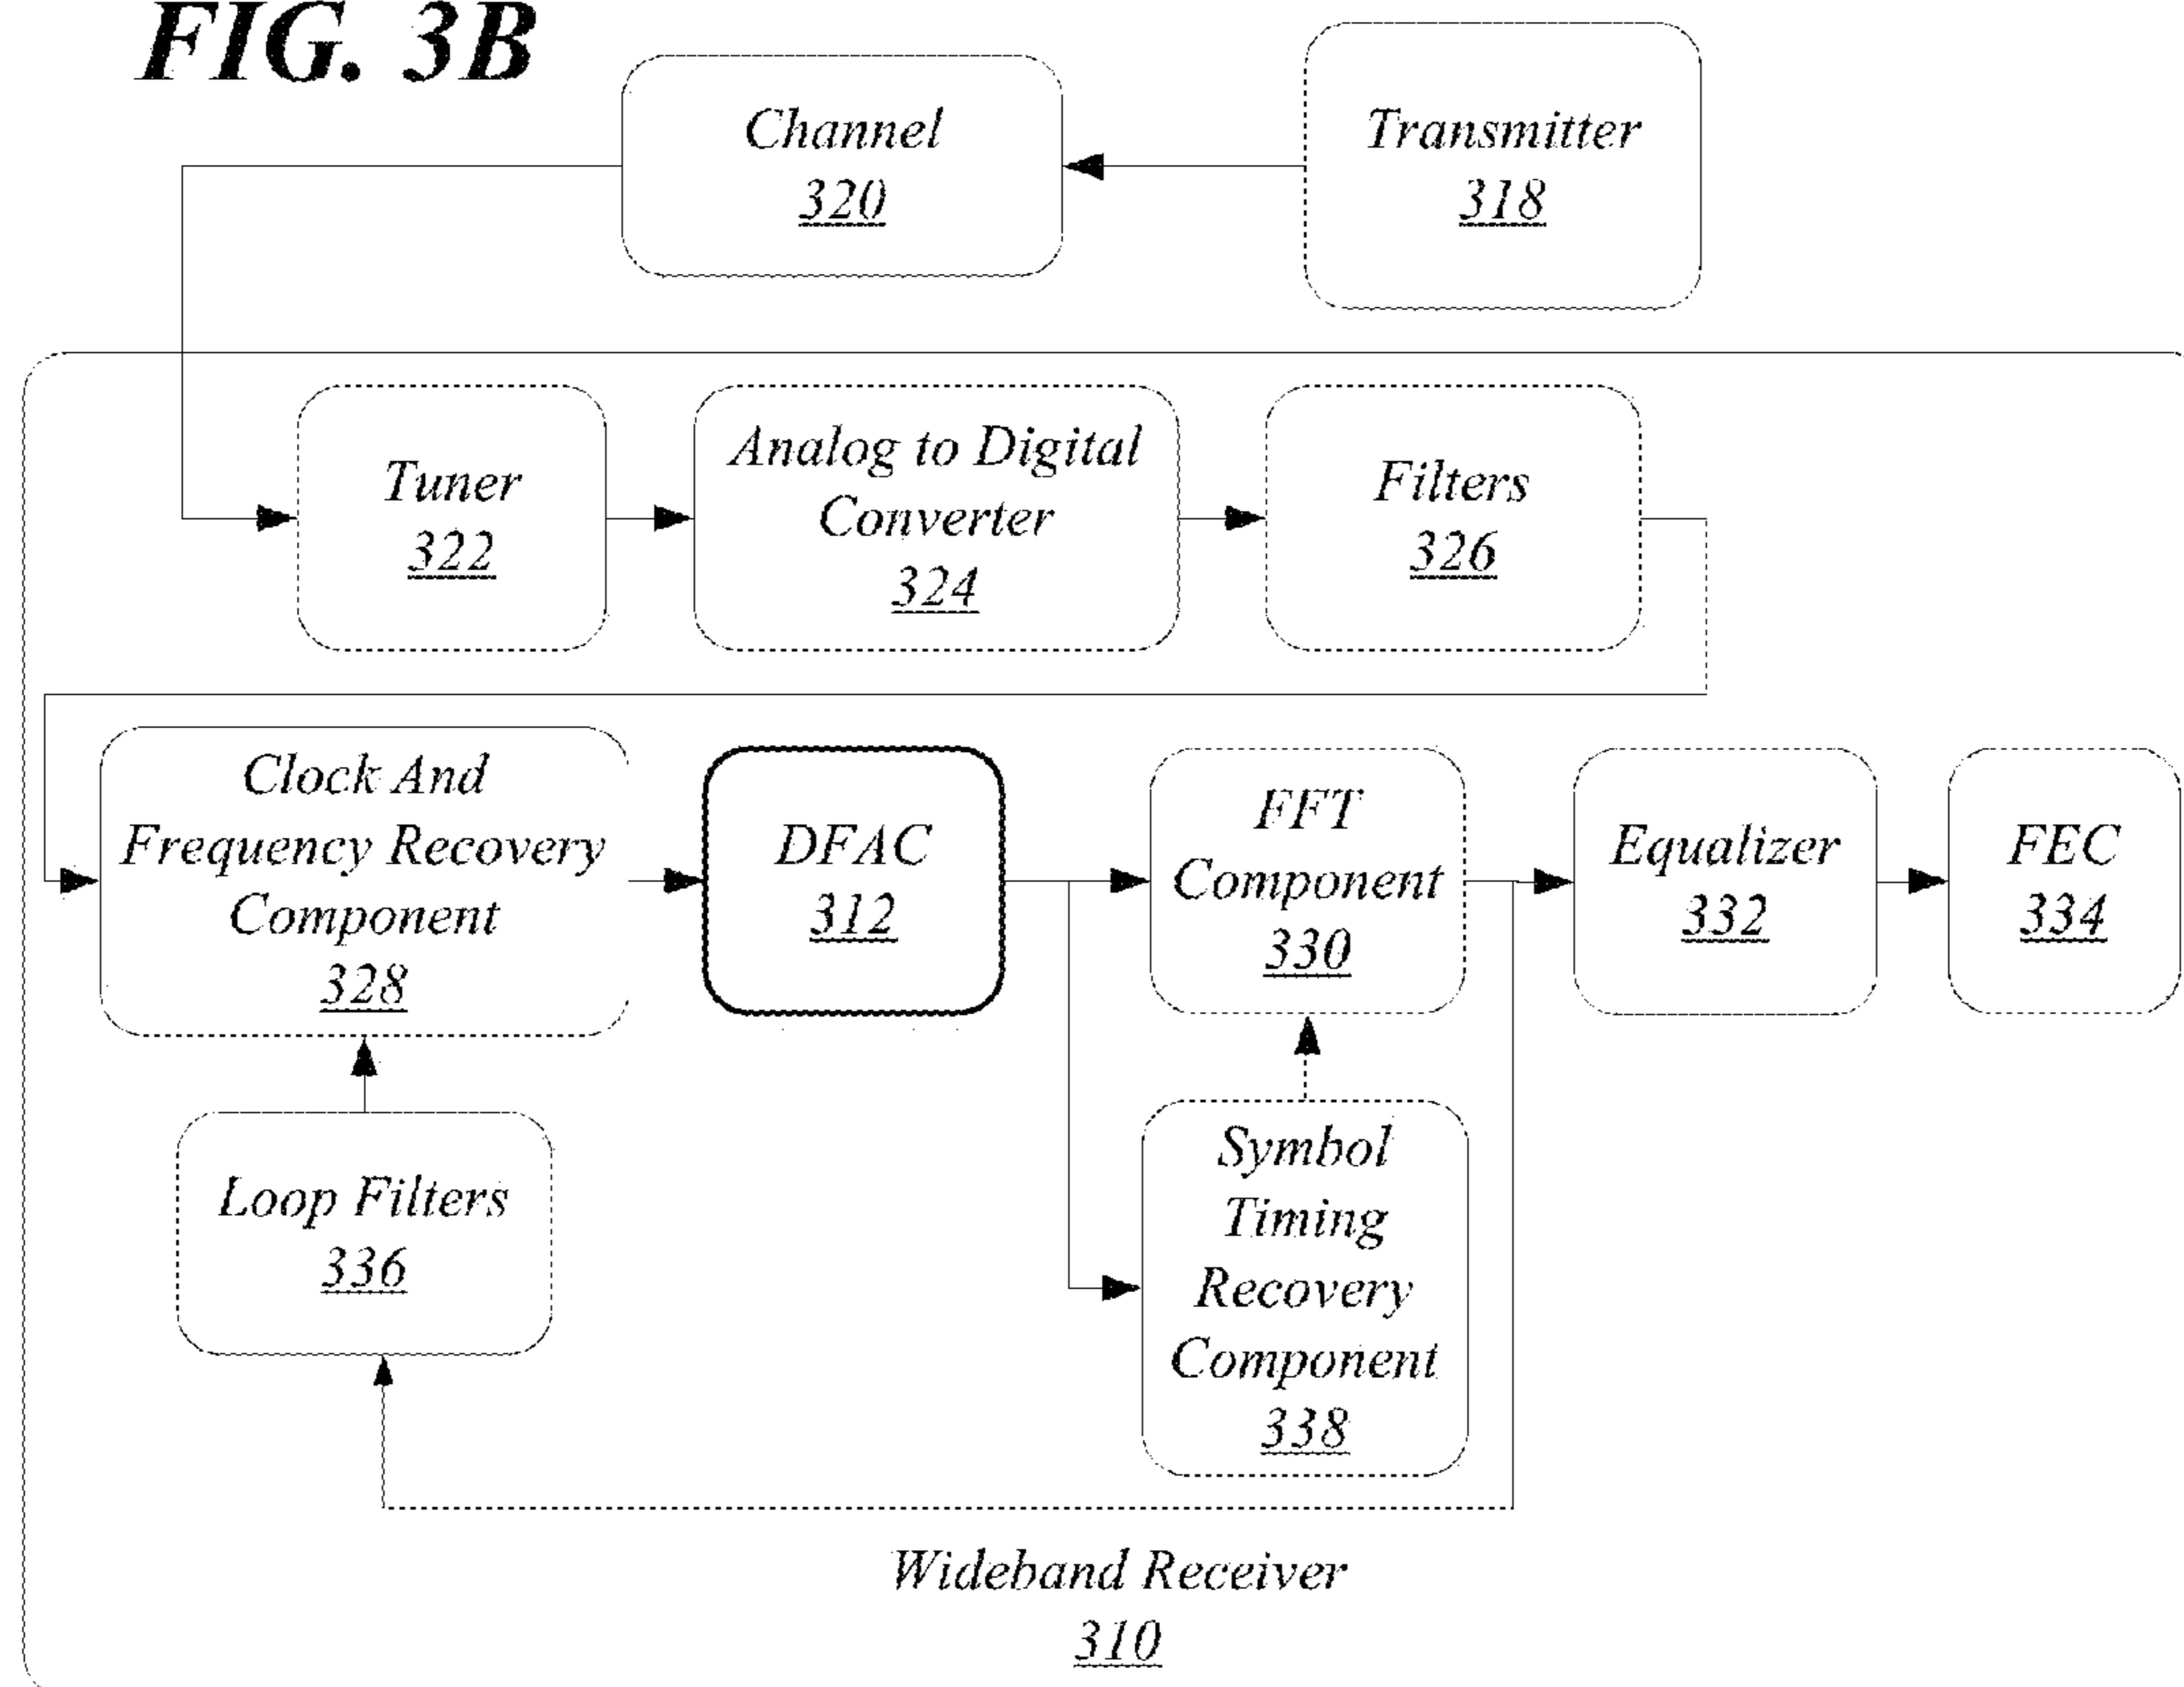 FIG. 3B
Channel
320
Transmitter
318
Tuner
322
Analog to Digital
Converter
324
Filters
326
Clock And
Frequency Recovery
Component
328
DFAC
312
FFT
Component
330
Equalizer
332
FEC
334
Loop Filters
336
Symbol
Timing
Recovery
Component
338
Wideband Receiver
310